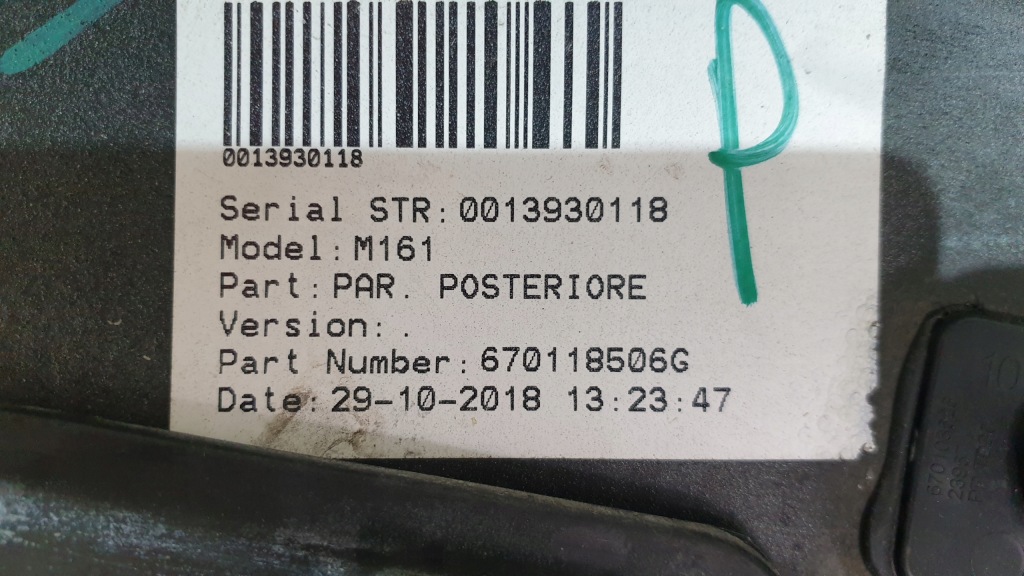 0013930118
Serial STR:0013930118
Model:M161
Part:PAR. POSTERIORE
Version:.
Part Number:670118506G
Date:29-10-2018 13:23:47
P
10